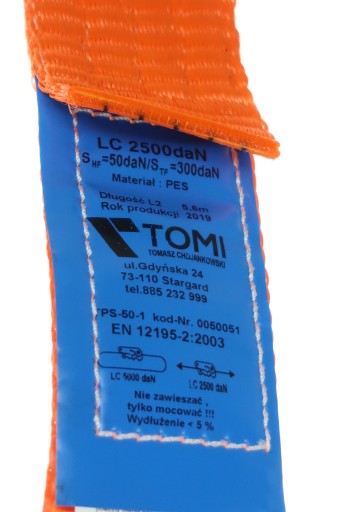 LC 2500daN
SHF=50daN/STF=300daN
Materiał : PES
Długość L2 5,6m
Rok produkcji 2019
TOMI
TOMASZ CHOJANKOWSKI
ul.Gdyńska 24
73-110 Stargard
tel.885 232 999
TPS-50-1 kod-Nr. 0050051
EN 12195-2:2003
LC 5000 daN LC 2500 daN
Nie zawieszać ,
tylko mocować !!!
Wydłużenie < 5 %